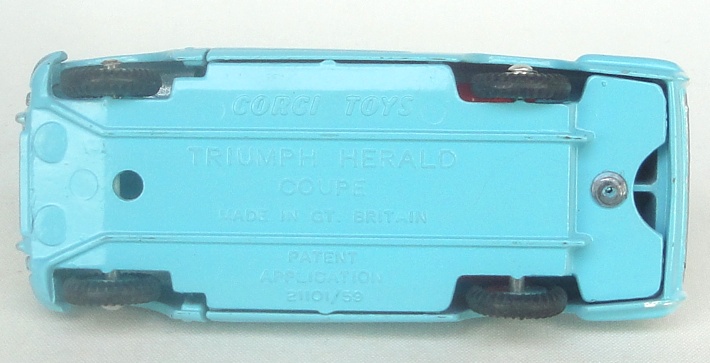 CORGI TOYS
TRIUMPH HERALD
COUPE
MADE IN GT. BRITAIN
PATENT
APPLICATION
21101/59